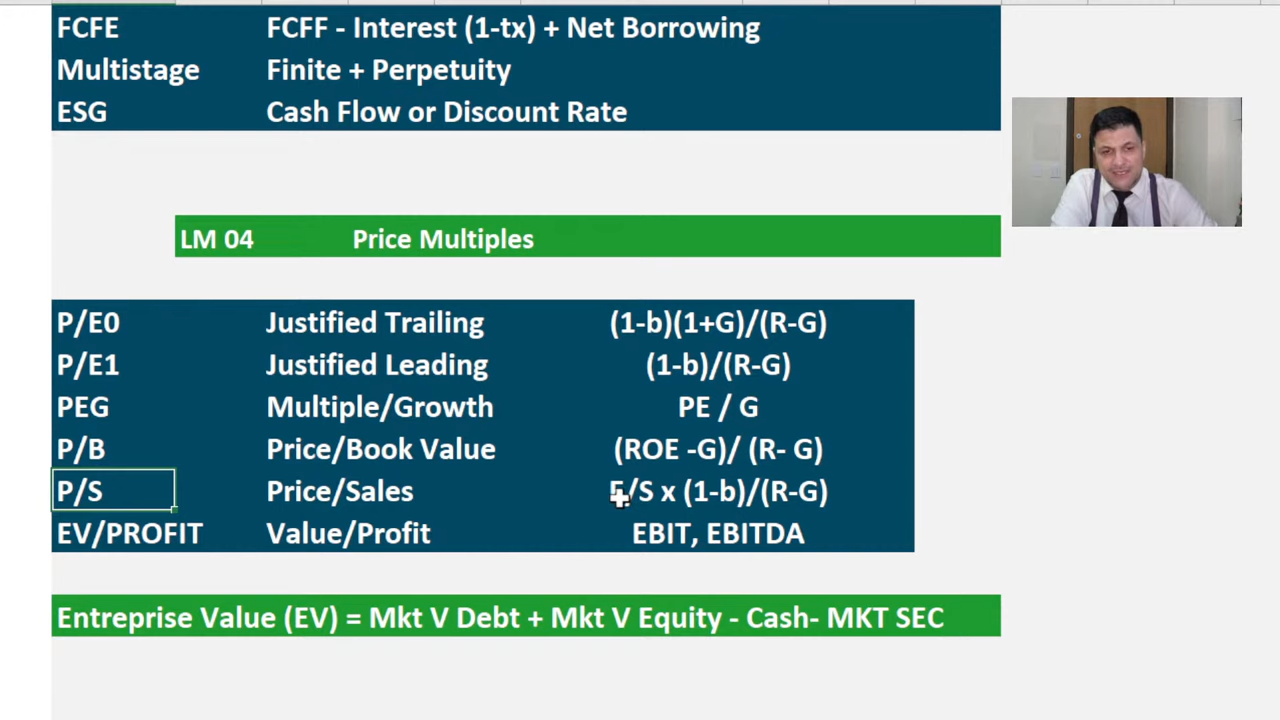 FCFE FCFF - Interest (1-tx) + Net Borrowing
Multistage Finite + Perpetuity
ESG Cash Flow or Discount Rate
LM 04 Price Multiples
P/E0 Justified Trailing (1-b)(1+G)/(R-G)
P/E1 Justified Leading (1-b)/(R-G)
PEG Multiple/Growth PE / G
P/B Price/Book Value (ROE -G)/ (R- G)
P/S Price/Sales E/S x (1-b)/(R-G)
EV/PROFIT Value/Profit EBIT, EBITDA
Entreprise Value (EV) = Mkt V Debt + Mkt V Equity - Cash- MKT SEC